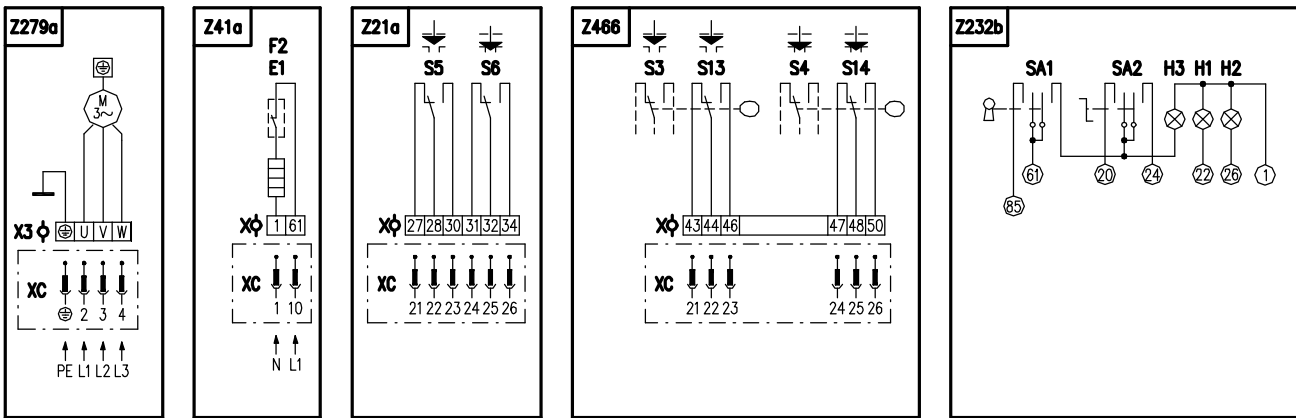 Z279a
M
3~
X3 U V W
XC
2 3 4
PE L1 L2 L3
Z41a
F2
E1
X 1 61
XC
1 10
N L1
Z21a
S5 S6
X 27 28 30 31 32 34
XC
21 22 23 24 25 26
Z466
S3 S13 S4 S14
X 43 44 46 47 48 50
XC
21 22 23 24 25 26
Z232b
SA1 SA2 H3 H1 H2
61 20 24 22 26 1
85